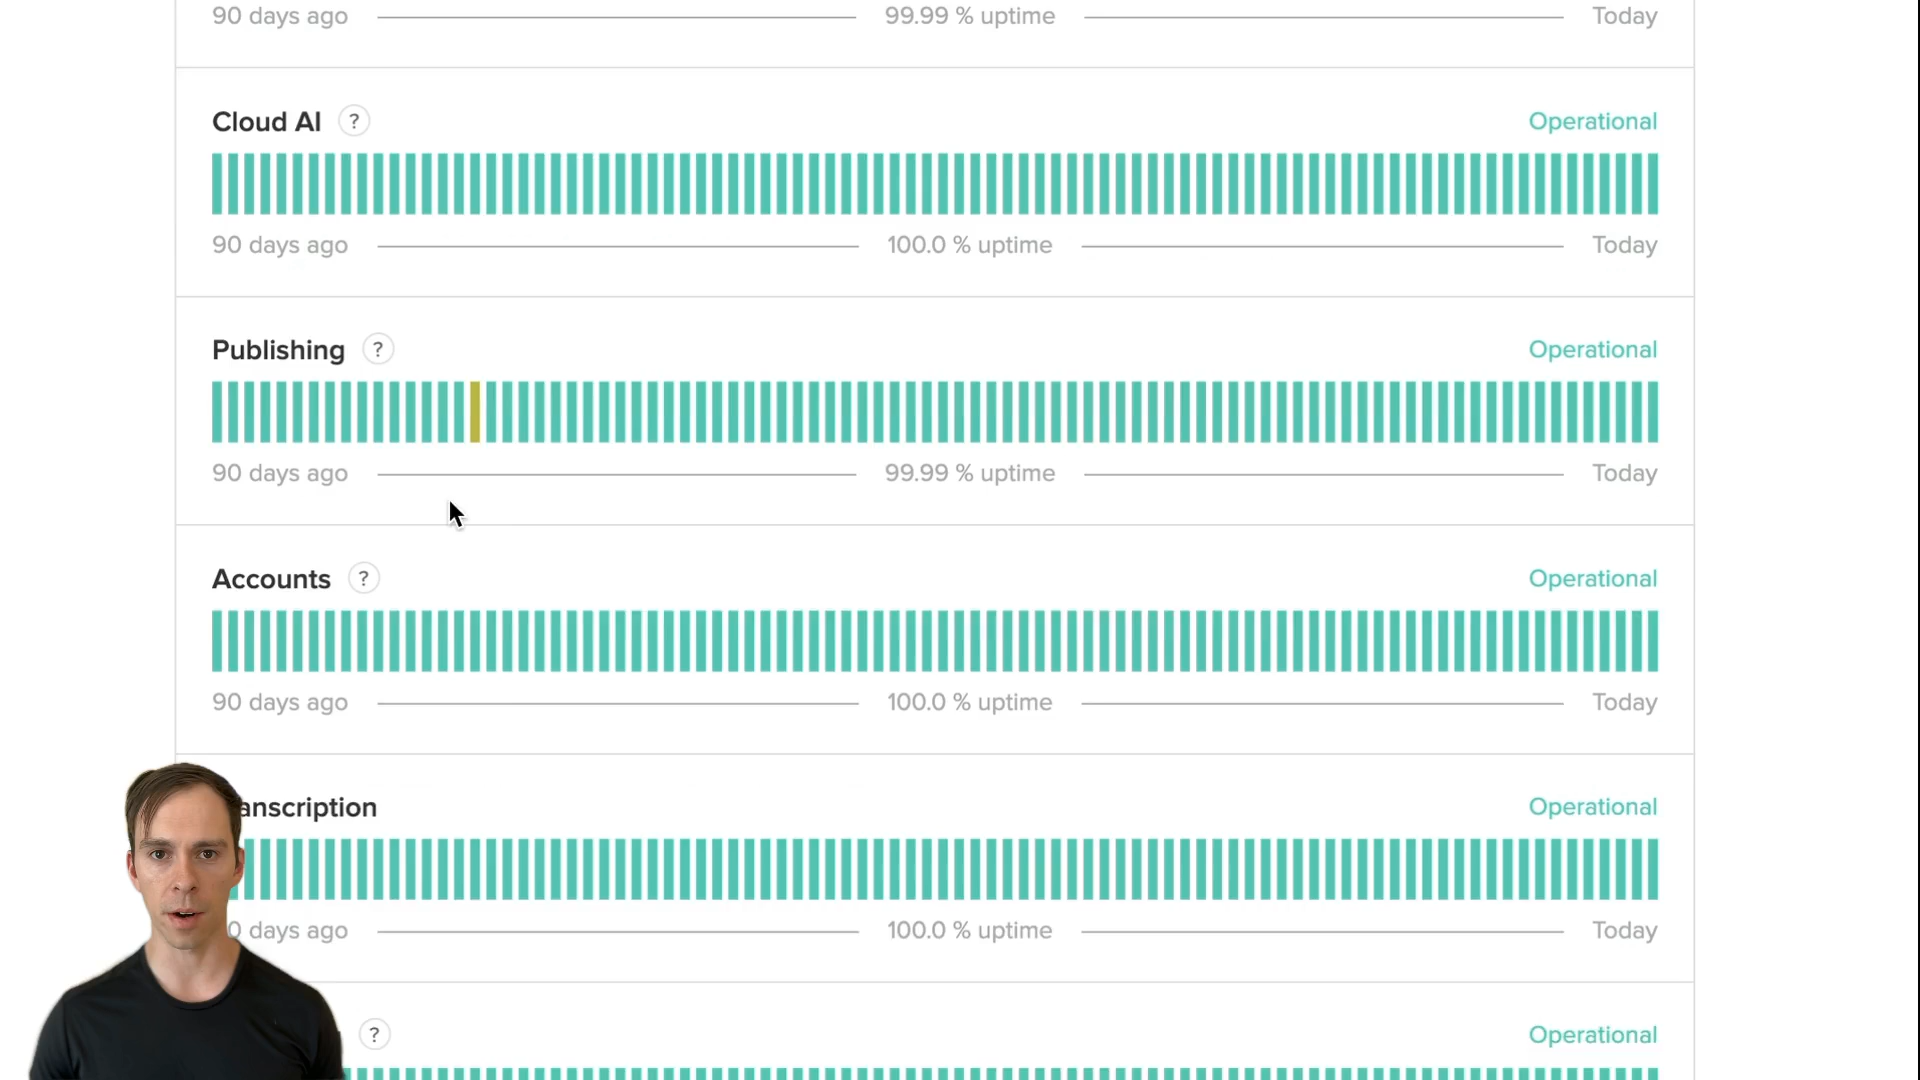 90 days ago 99.99 % uptime Today
Cloud AI ? Operational
90 days ago 100.0 % uptime Today
Publishing ? Operational
90 days ago 99.99 % uptime Today
Accounts ? Operational
90 days ago 100.0 % uptime Today
anscription Operational
0 days ago 100.0 % uptime Today
? Operational